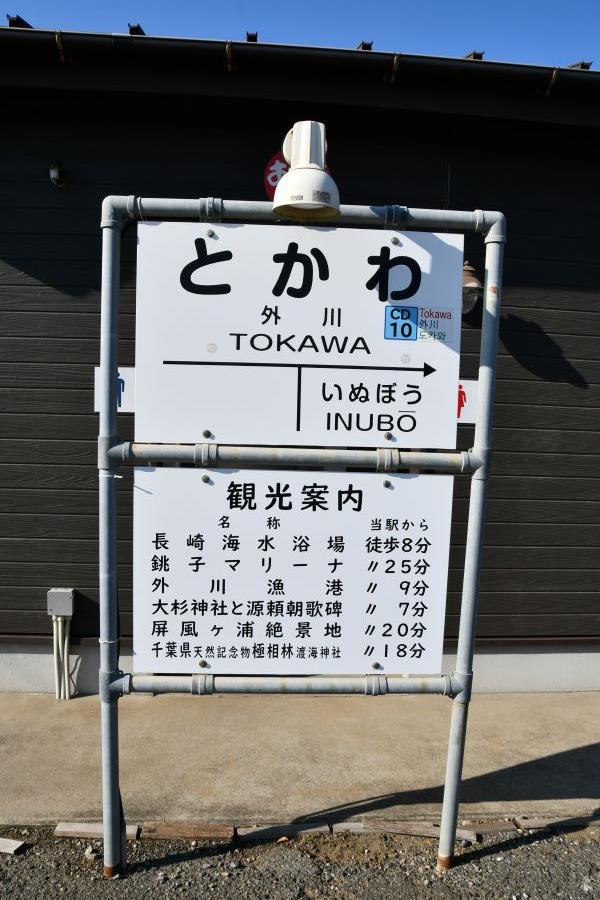 あ
とかわ
外川
TOKAWA
CD
10
Tokawa
外川
도카와
いぬぼう
INUBŌ
観光案内
名称 当駅から
長崎海水浴場 徒歩8分
銚子マリーナ 〃25分
外川漁港 〃9分
大杉神社と源頼朝歌碑 〃7分
屏風ヶ浦絶景地 〃20分
千葉県天然記念物極相林渡海神社 〃18分